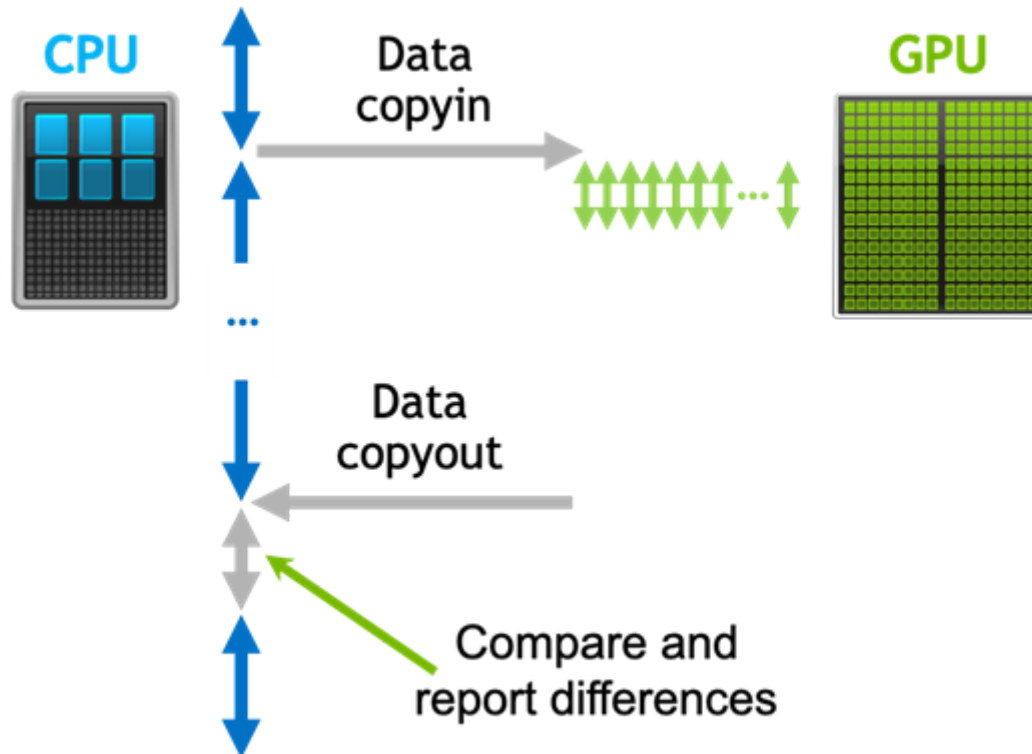 CPU
Data
copyin
GPU
...
...
Data
copyout
Compare and
report differences